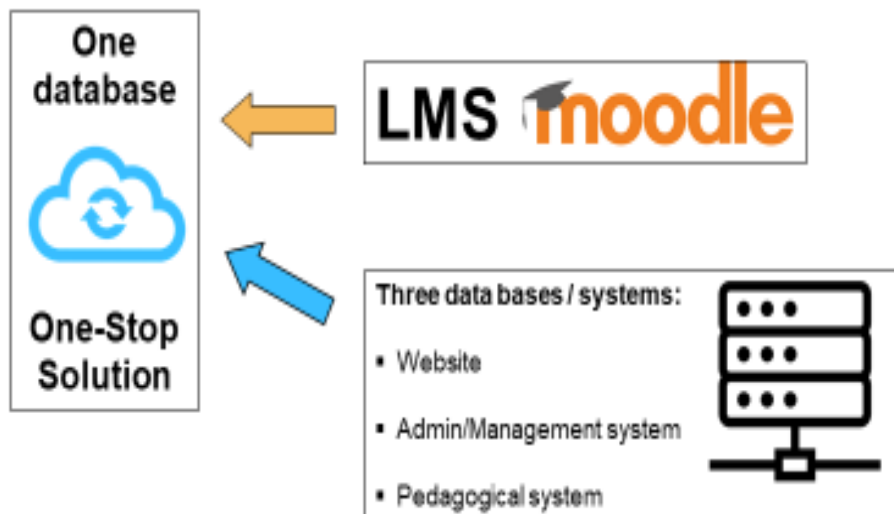 One
database
One-Stop
Solution
LMS moodle
Three data bases / systems:
▪ Website
▪ Admin/Management system
▪ Pedagogical system